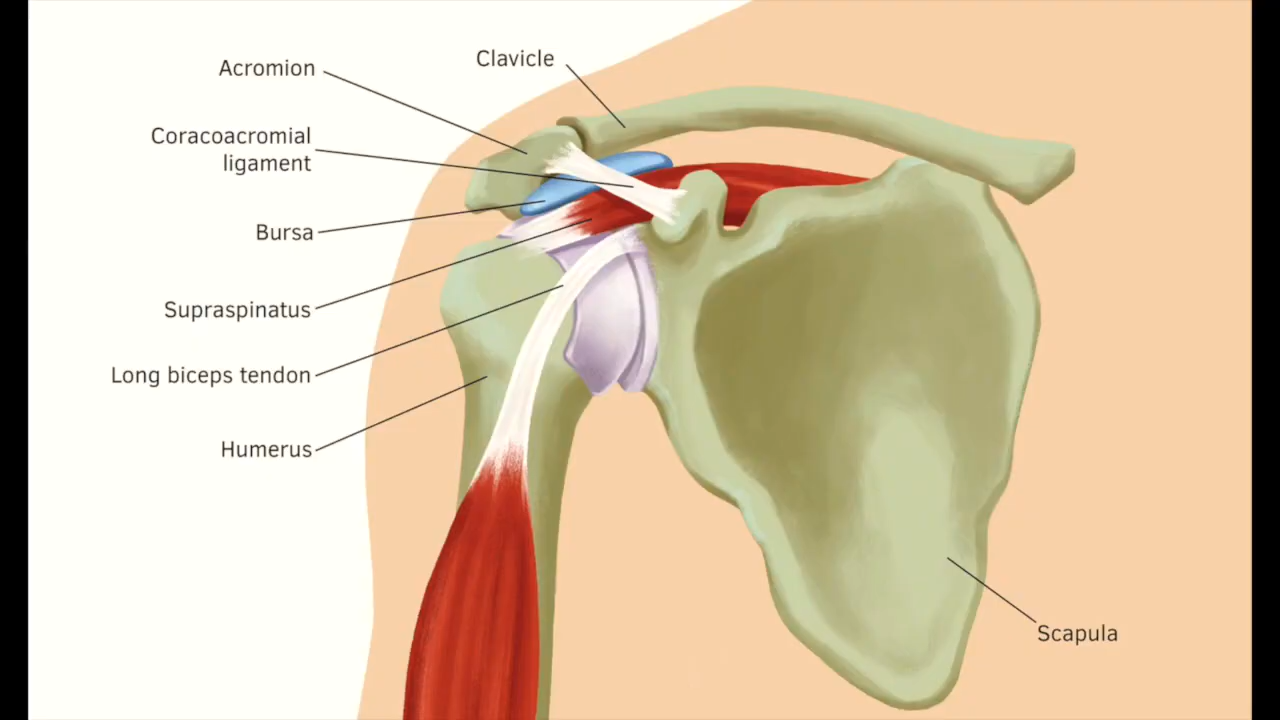 Clavicle
Acromion
Coracoacromial
ligament
Bursa
Supraspinatus
Long biceps tendon
Humerus
Scapula